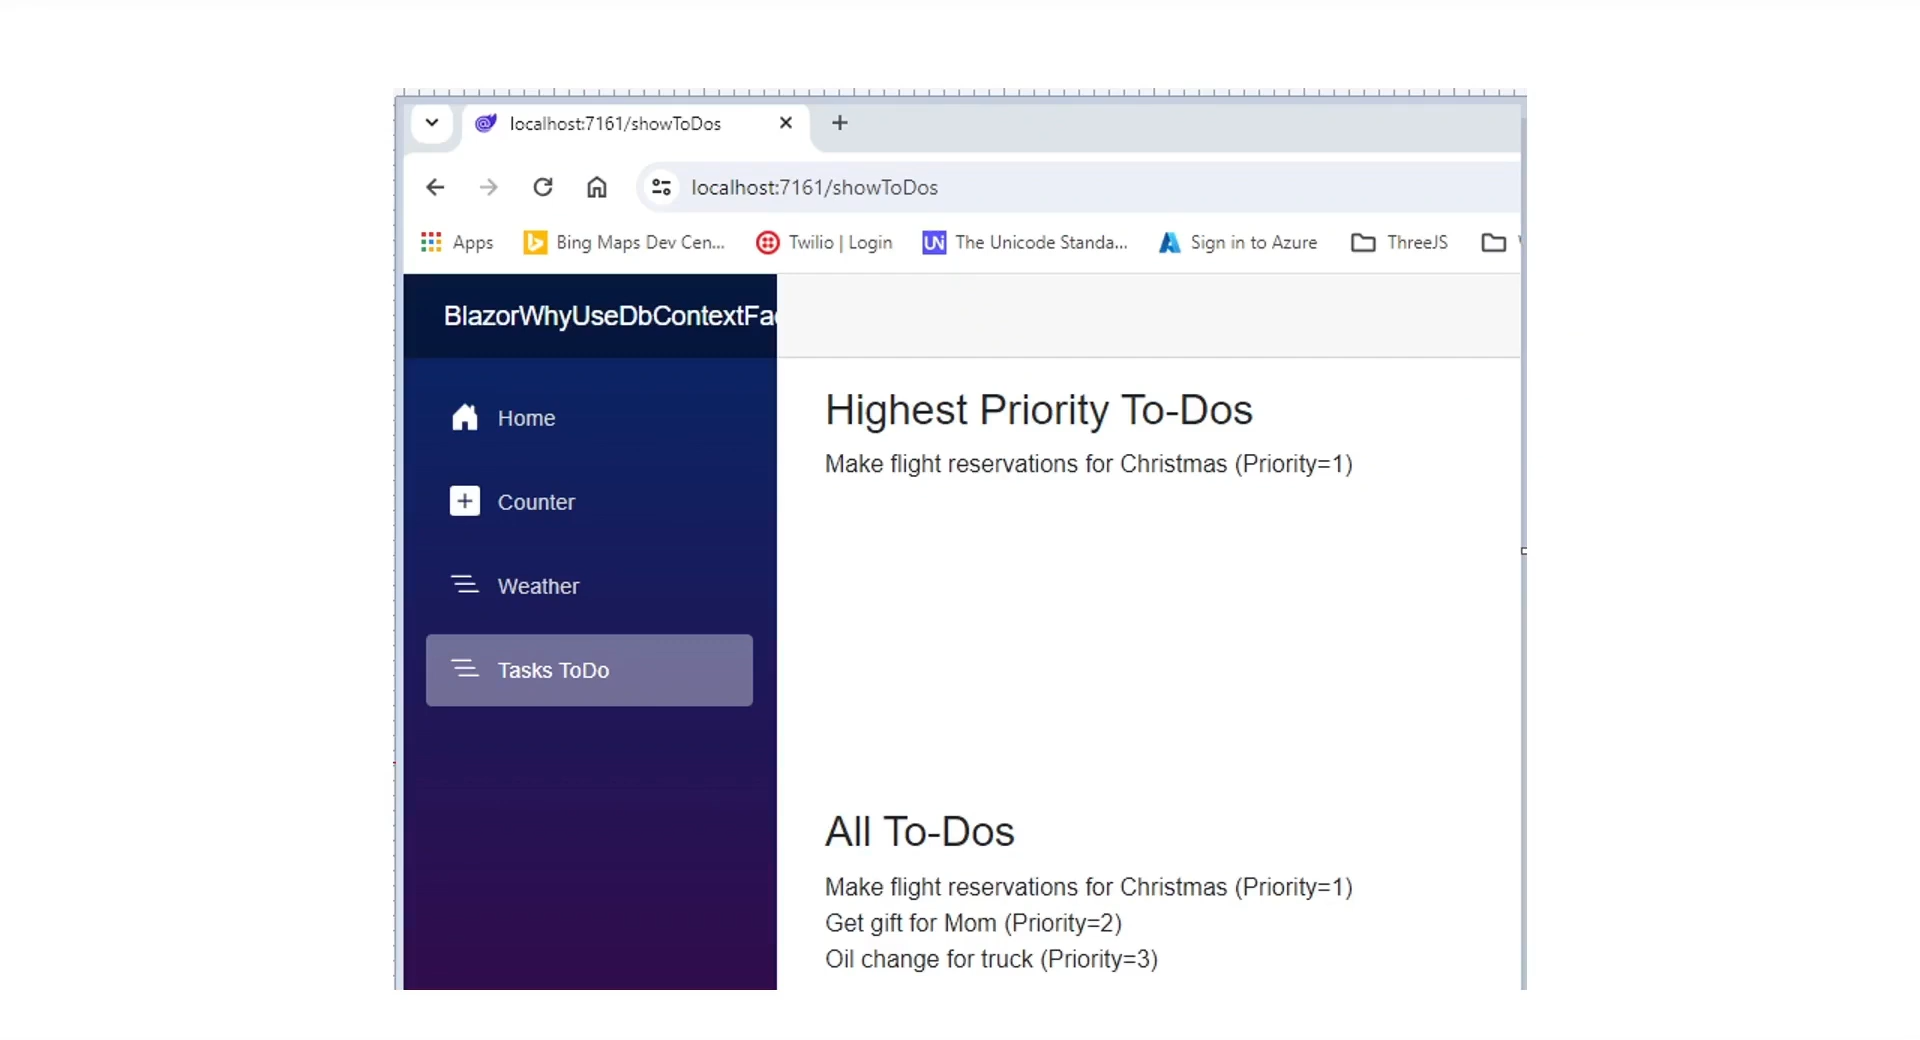 localhost:7161/showToDos
localhost:7161/showToDos
Apps
Bing Maps Dev Cen...
Twilio | Login
UN The Unicode Standa...
Sign in to Azure
ThreeJS
BlazorWhyUseDbContextFac
Home
Counter
Weather
Tasks ToDo
Highest Priority To-Dos
Make flight reservations for Christmas (Priority=1)
All To-Dos
Make flight reservations for Christmas (Priority=1)
Get gift for Mom (Priority=2)
Oil change for truck (Priority=3)